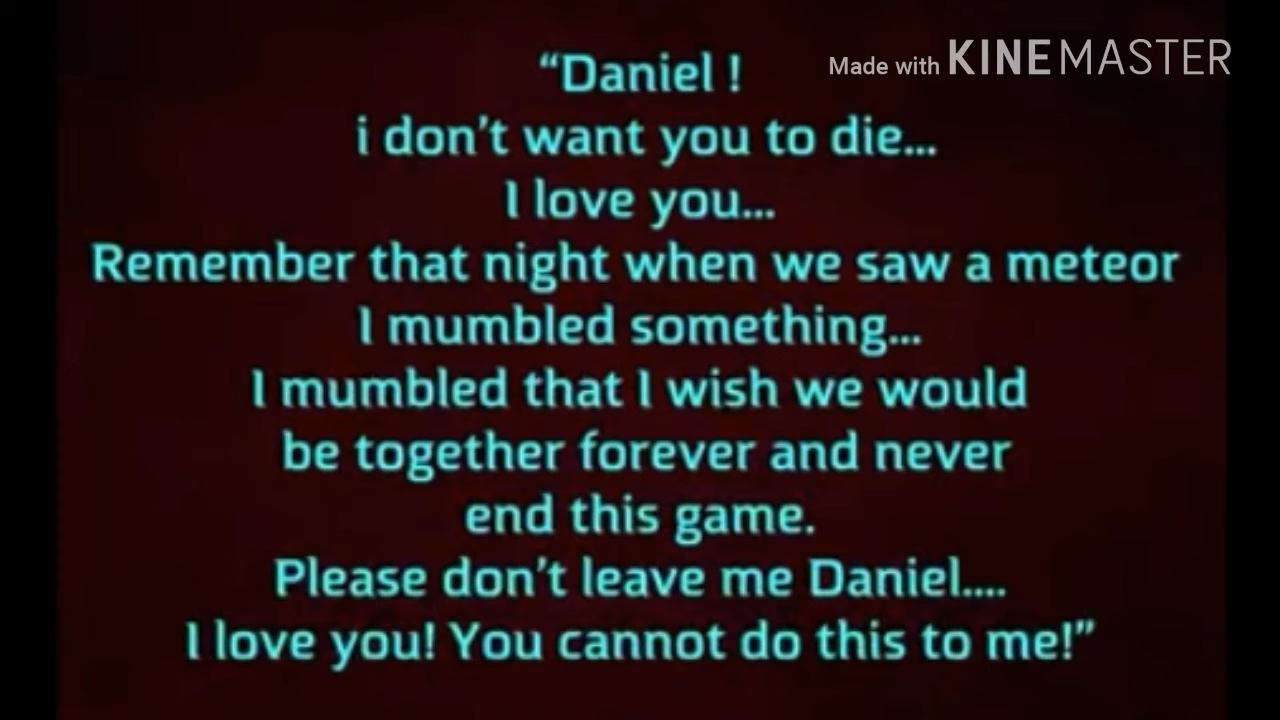 Made with KINEMASTER
“Daniel !
i don’t want you to die...
I love you...
Remember that night when we saw a meteor
I mumbled something...
I mumbled that I wish we would
be together forever and never
end this game.
Please don’t leave me Daniel....
I love you! You cannot do this to me!”